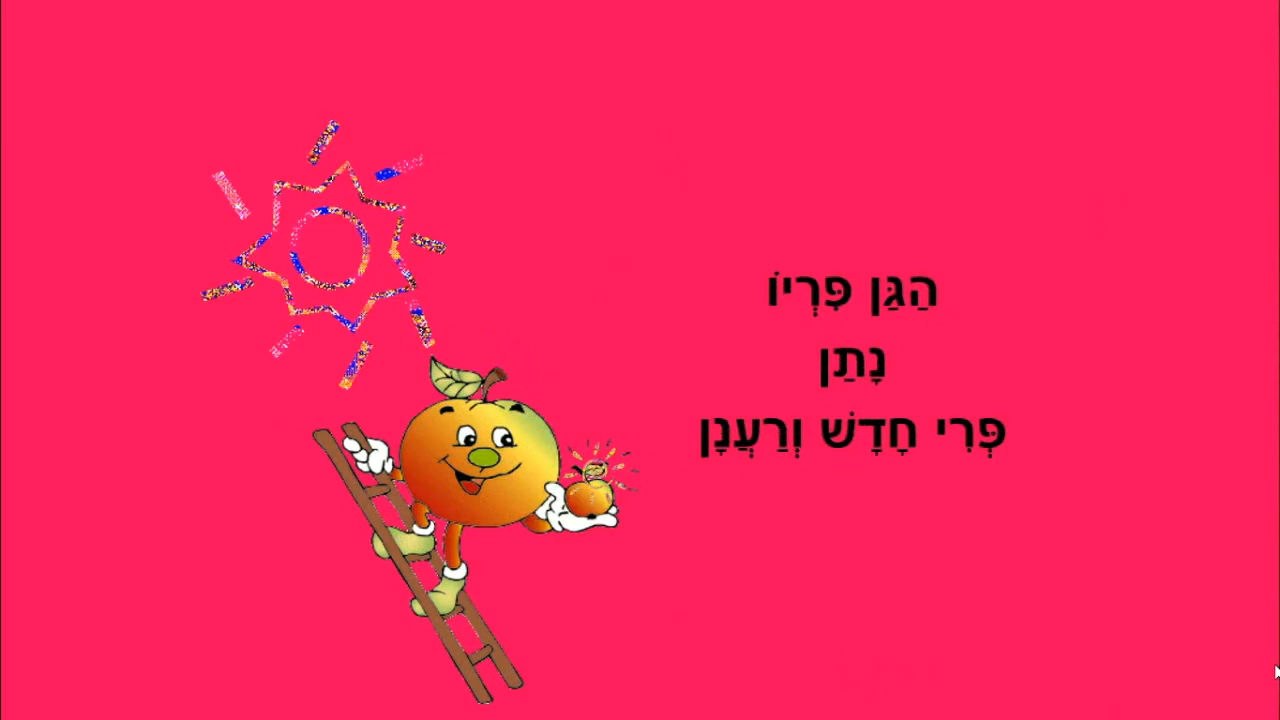 הַגַּן פִּרְיוֹ
נָתַן
פְּרִי חָדָשׁ וְרַעֲנָן